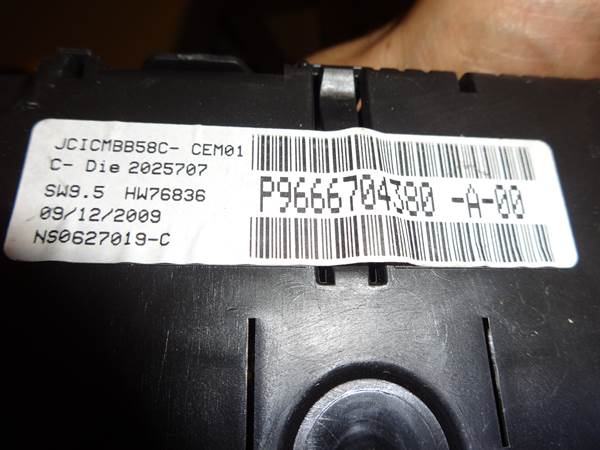 JCICMBB58C- CEM01
C- Die 2025707
SW9.5 HW76836
09/12/2009
NS0627019-C
P9666704380 -A-00